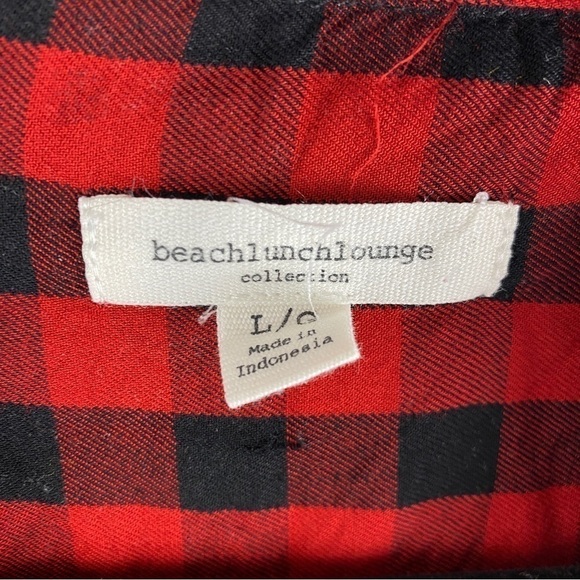 beachlunchlounge
collection
L/G
Made in
Indonesia